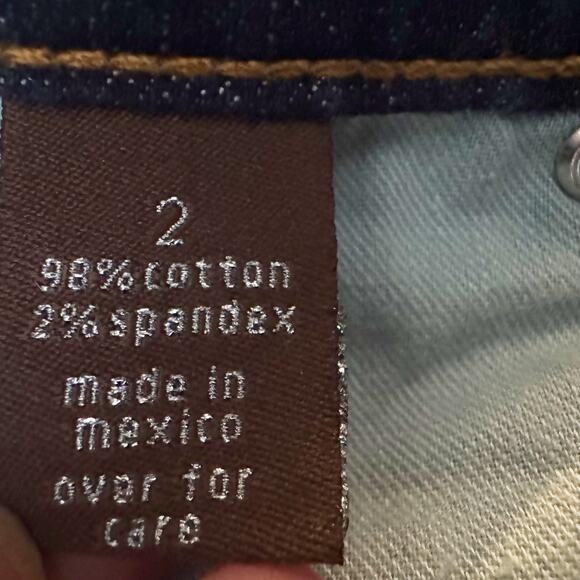 2
98% cotton
2% spandex
made in
mexico
over for
care